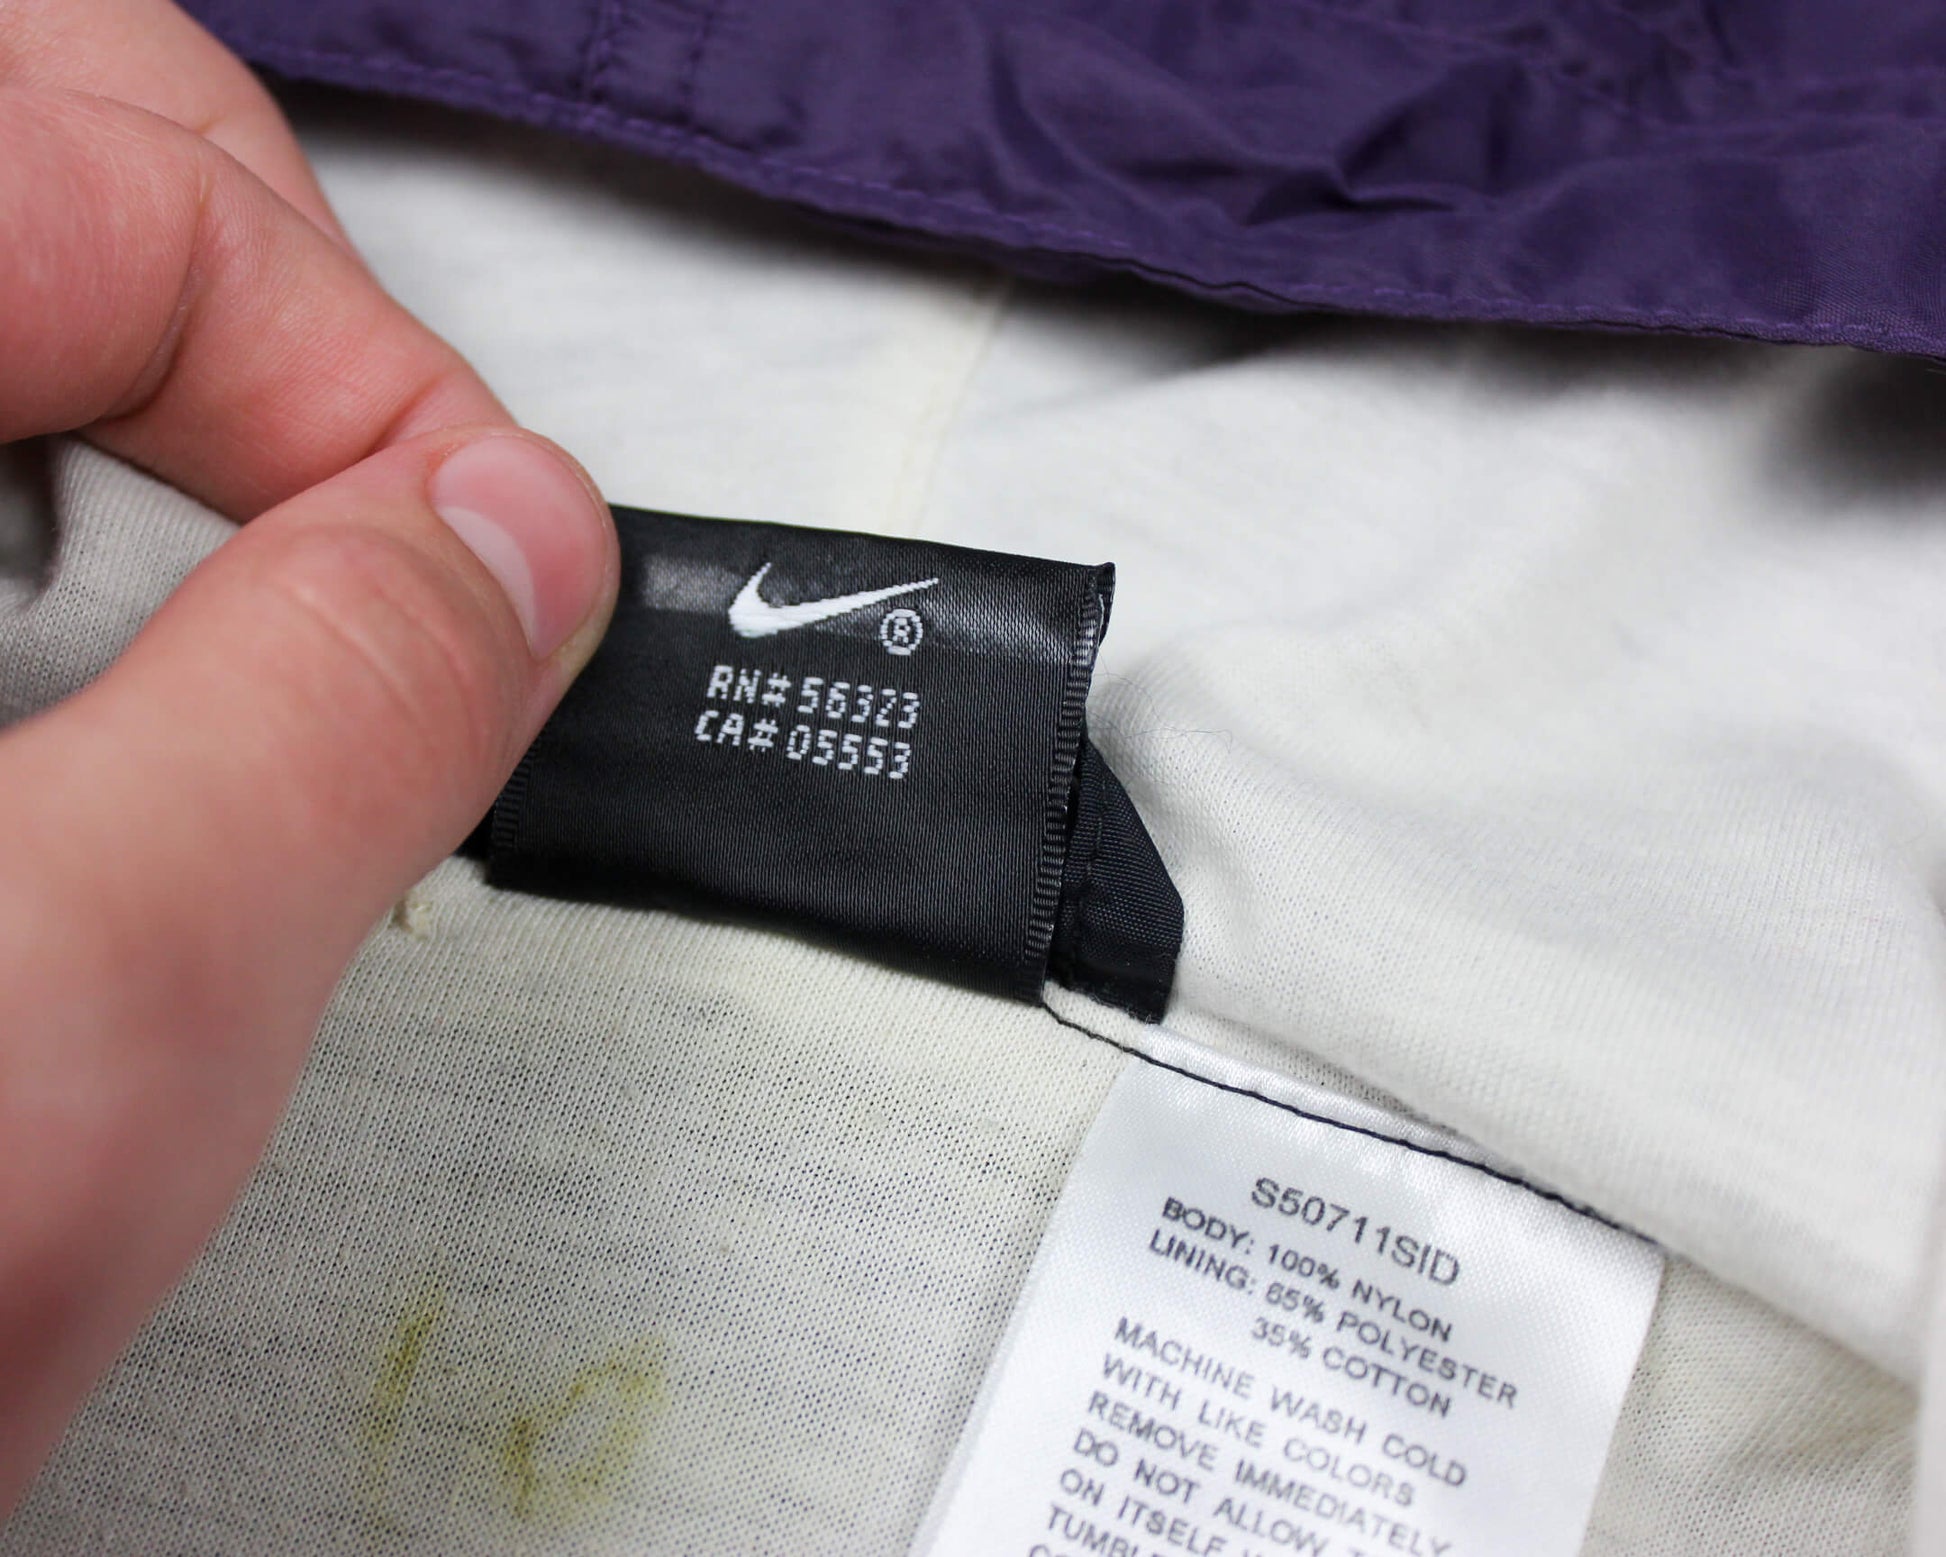 ®
RN# 56323
CA# 05553
S50711SID
BODY: 100% NYLON
LINING: 65% POLYESTER
35% COTTON
MACHINE WASH COLD
WITH LIKE COLORS
REMOVE IMMEDIATELY
DO NOT ALLOW
ON ITSELF